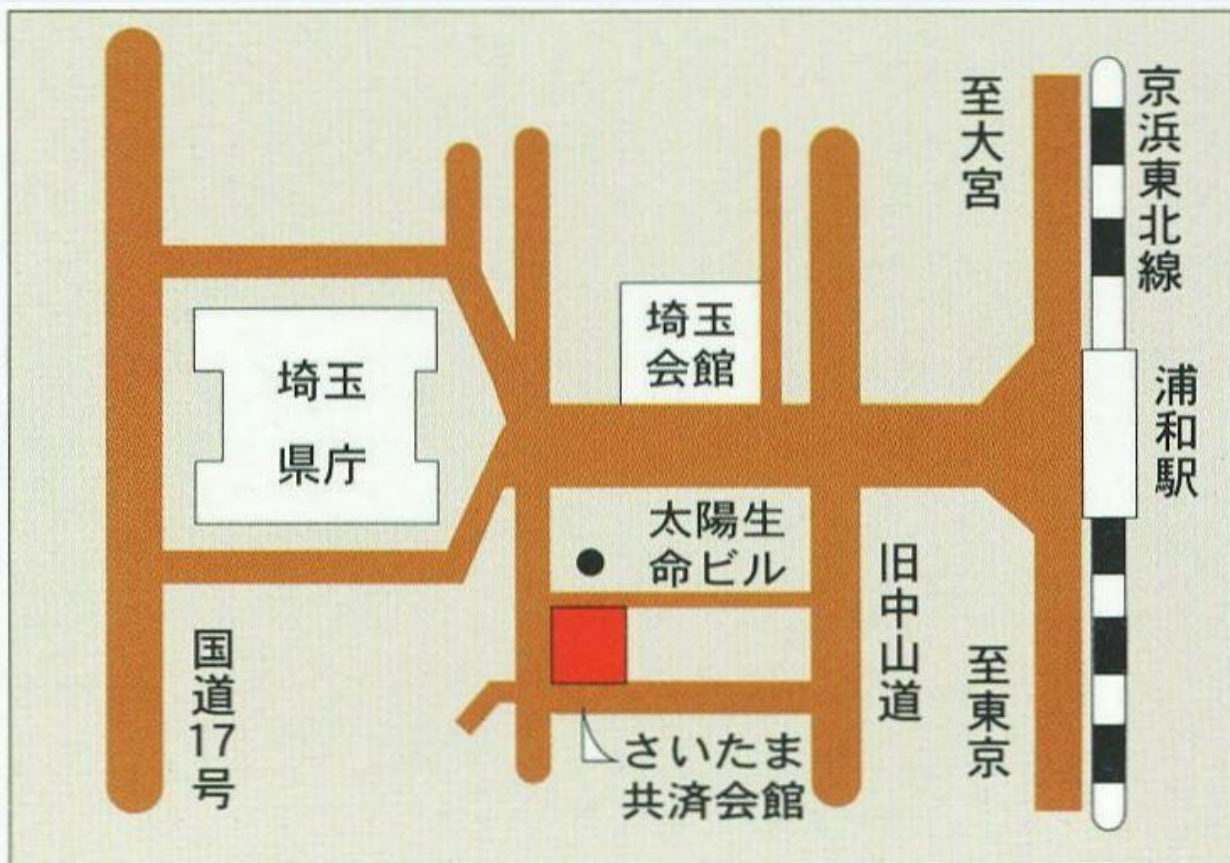 京浜東北線
至大宮
浦和駅
埼玉
会館
埼玉
県庁
太陽生
命ビル
旧中山道
至東京
国道17号
さいたま
共済会館